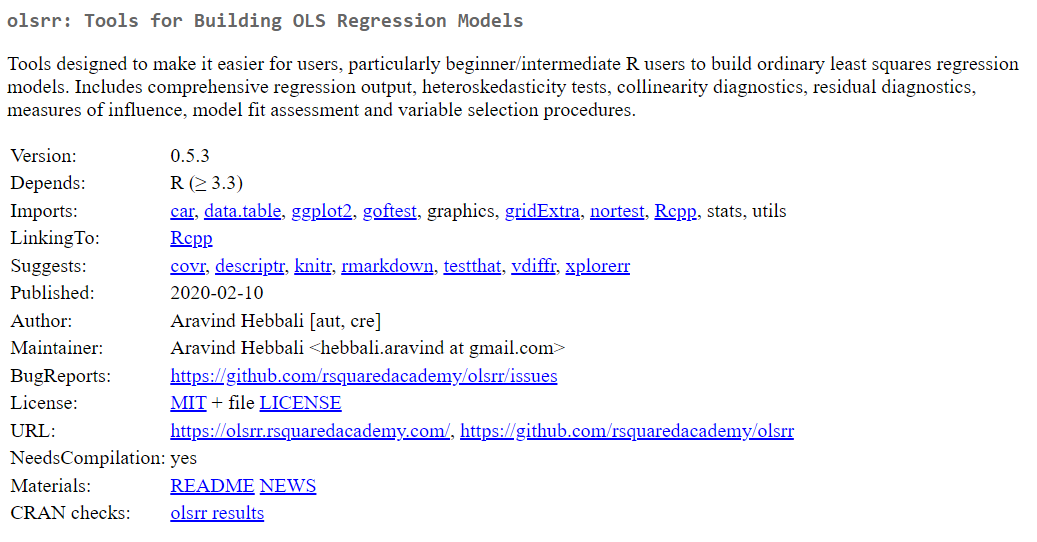 olsrr: Tools for Building OLS Regression Models
Tools designed to make it easier for users, particularly beginner/intermediate R users to build ordinary least squares regression
models. Includes comprehensive regression output, heteroskedasticity tests, collinearity diagnostics, residual diagnostics,
measures of influence, model fit assessment and variable selection procedures.
Version: 0.5.3
Depends: R (≥ 3.3)
Imports: car, data.table, ggplot2, goftest, graphics, gridExtra, nortest, Rcpp, stats, utils
LinkingTo: Rcpp
Suggests: covr, descriptr, knitr, rmarkdown, testthat, vdiffr, xplorerr
Published: 2020-02-10
Author: Aravind Hebbali [aut, cre]
Maintainer: Aravind Hebbali <hebbali.aravind at gmail.com>
BugReports: https://github.com/rsquaredacademy/olsrr/issues
License: MIT + file LICENSE
URL: https://olsrr.rsquaredacademy.com/, https://github.com/rsquaredacademy/olsrr
NeedsCompilation: yes
Materials: README NEWS
CRAN checks: olsrr results